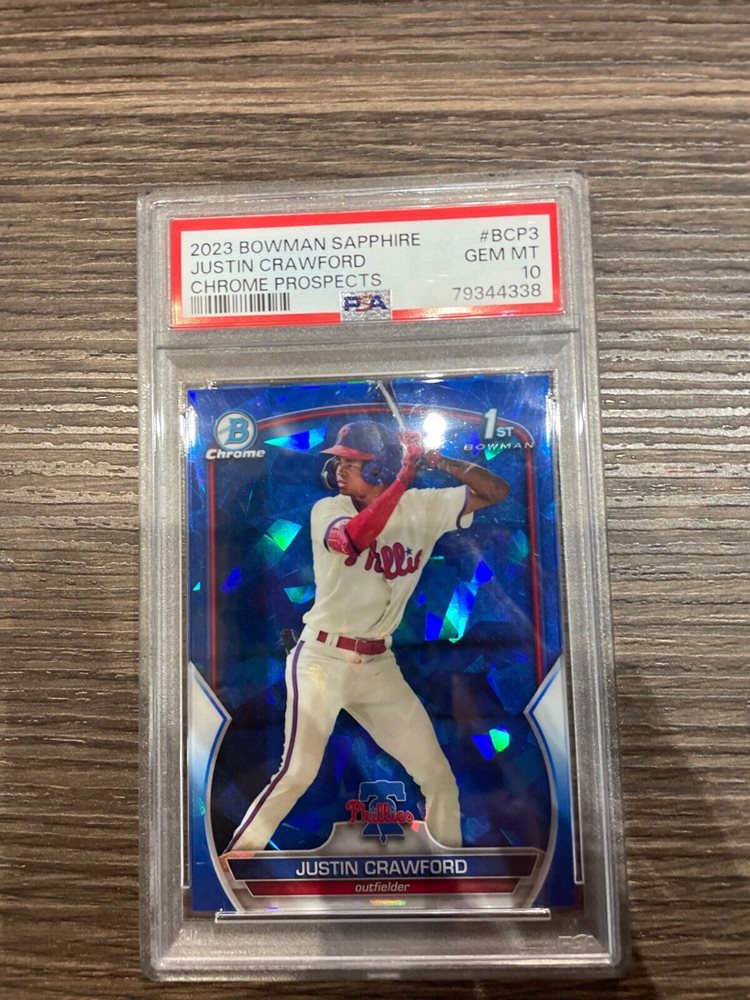 2023 BOWMAN SAPPHIRE #BCP3
JUSTIN CRAWFORD GEM MT
CHROME PROSPECTS 10
PSA 79344338
B
Chrome
1ST
BOWMAN
Phillies
Phillies
JUSTIN CRAWFORD
outfielder